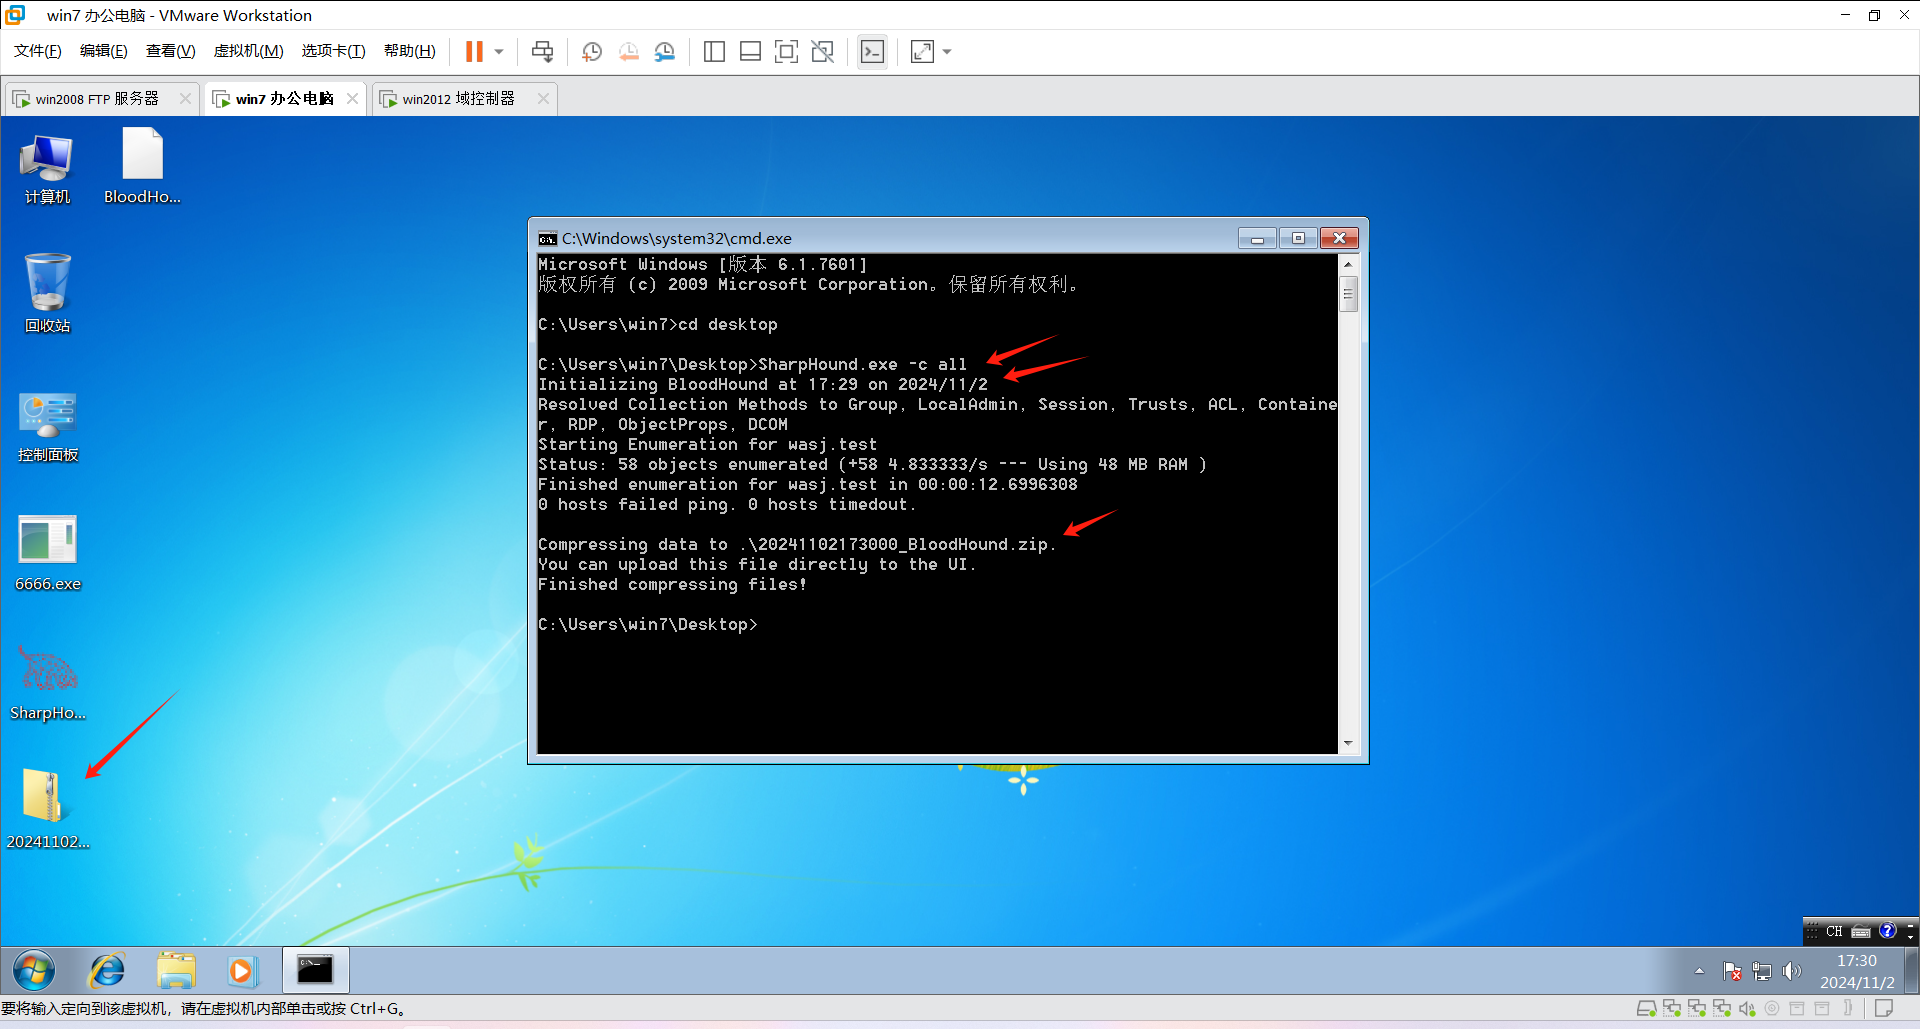 win7 办公电脑 - VMware Workstation
文件(F) 编辑(E) 查看(V) 虚拟机(M) 选项卡(T) 帮助(H)
win2008 FTP 服务器 win7 办公电脑 win2012 域控制器
计算机
BloodHo...
回收站
控制面板
6666.exe
SharpHo...
20241102...
C:\Windows\system32\cmd.exe
Microsoft Windows [版本 6.1.7601]
版权所有 (c) 2009 Microsoft Corporation。保留所有权利。
C:\Users\win7>cd desktop
C:\Users\win7\Desktop>SharpHound.exe -c all
Initializing BloodHound at 17:29 on 2024/11/2
Resolved Collection Methods to Group, LocalAdmin, Session, Trusts, ACL, Containe
r, RDP, ObjectProps, DCOM
Starting Enumeration for wasj.test
Status: 58 objects enumerated (+58 4.833333/s --- Using 48 MB RAM )
Finished enumeration for wasj.test in 00:00:12.6996308
0 hosts failed ping. 0 hosts timedout.
Compressing data to .\20241102173000_BloodHound.zip.
You can upload this file directly to the UI.
Finished compressing files!
C:\Users\win7\Desktop>
CH
17:30
2024/11/2
要将输入定向到该虚拟机，请在虚拟机内部单击或按 Ctrl+G。